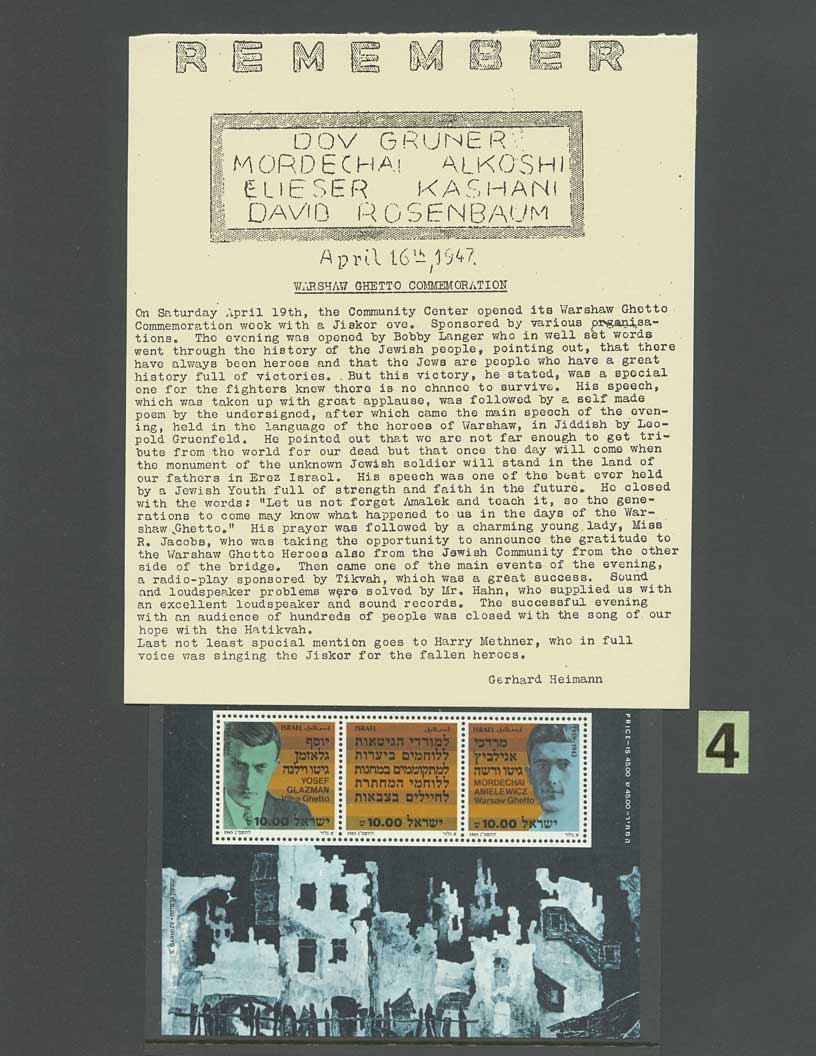 REMEMBER
DOV GRUNER
MORDECHAI ALKOSHI
ELIESER KASHANI
DAVID ROSENBAUM
April 16th, 1947.
WARSHAW GHETTO COMMEMORATION
On Saturday April 19th, the Community Center opened its Warshaw Ghetto
Commemoration week with a Jiskor eve. Sponsored by various organisa-
tions. The evening was opened by Bobby Langer who in well set words
went through the history of the Jewish people, pointing out, that there
have always been heroes and that the Jews are people who have a great
history full of victories. But this victory, he stated, was a special
one for the fighters knew there is no chance to survive. His speech,
which was taken up with great applause, was followed by a self made
poem by the undersigned, after which came the main speech of the even-
ing, held in the language of the heroes of Warshaw, in Jiddish by Leo-
pold Gruenfeld. He pointed out that we are not far enough to get tri-
bute from the world for our dead but that once the day will come when
the monument of the unknown Jewish soldier will stand in the land of
our fathers in Erez Israel. His speech was one of the best ever held
by a Jewish Youth full of strength and faith in the future. He closed
with the words: "Let us not forget Amalek and teach it, so the gene-
rations to come may know what happened to us in the days of the War-
shaw Ghetto." His prayer was followed by a charming young lady, Miss
R. Jacobs, who was taking the opportunity to announce the gratitude to
the Warshaw Ghetto Heroes also from the Jewish Community from the other
side of the bridge. Then came one of the main events of the evening,
a radio-play sponsored by Tikvah, which was a great success. Sound
and loudspeaker problems were solved by Mr. Hahn, who supplied us with
an excellent loudspeaker and sound records. The successful evening
with an audience of hundreds of people was closed with the song of our
hope with the Hatikvah.
Last not least special mention goes to Harry Methner, who in full
voice was singing the Jiskor for the fallen heroes.
Gerhard Heimann
ISRAEL اسرائيل
יוסף
גלאזמן
גיטו וילנה
YOSEF
GLAZMAN
Vilna Ghetto
ישראל 10.00
1983 התשמ"ג
ISRAEL اسرائيل
למורדי הגיטאות
ללוחמים ביערות
למתקוממים במחנות
ללוחמי המחתרת
לחיילים בצבאות
ישראל 10.00
1983 התשמ"ג
ISRAEL اسرائيل
מרדכי
אנילביץ
גיטו ורשה
MORDECHAI
ANIELEWICZ
Warsaw Ghetto
ישראל 10.00
1983 התשמ"ג
PRICE-IS 45.00 המחיר-45.00 ש
4